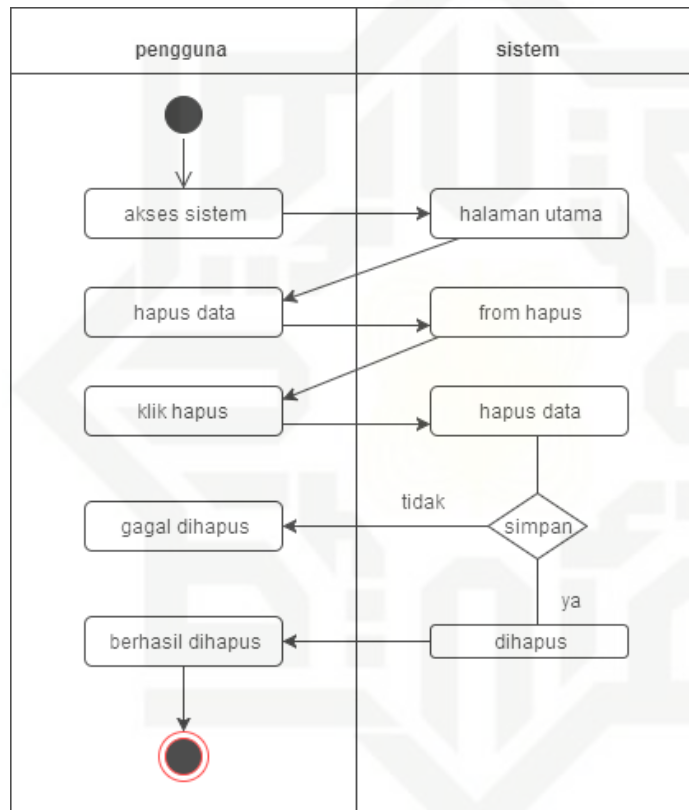 pengguna
sistem
akses sistem
halaman utama
hapus data
from hapus
klik hapus
hapus data
tidak
gagal dihapus
simpan
ya
berhasil dihapus
dihapus